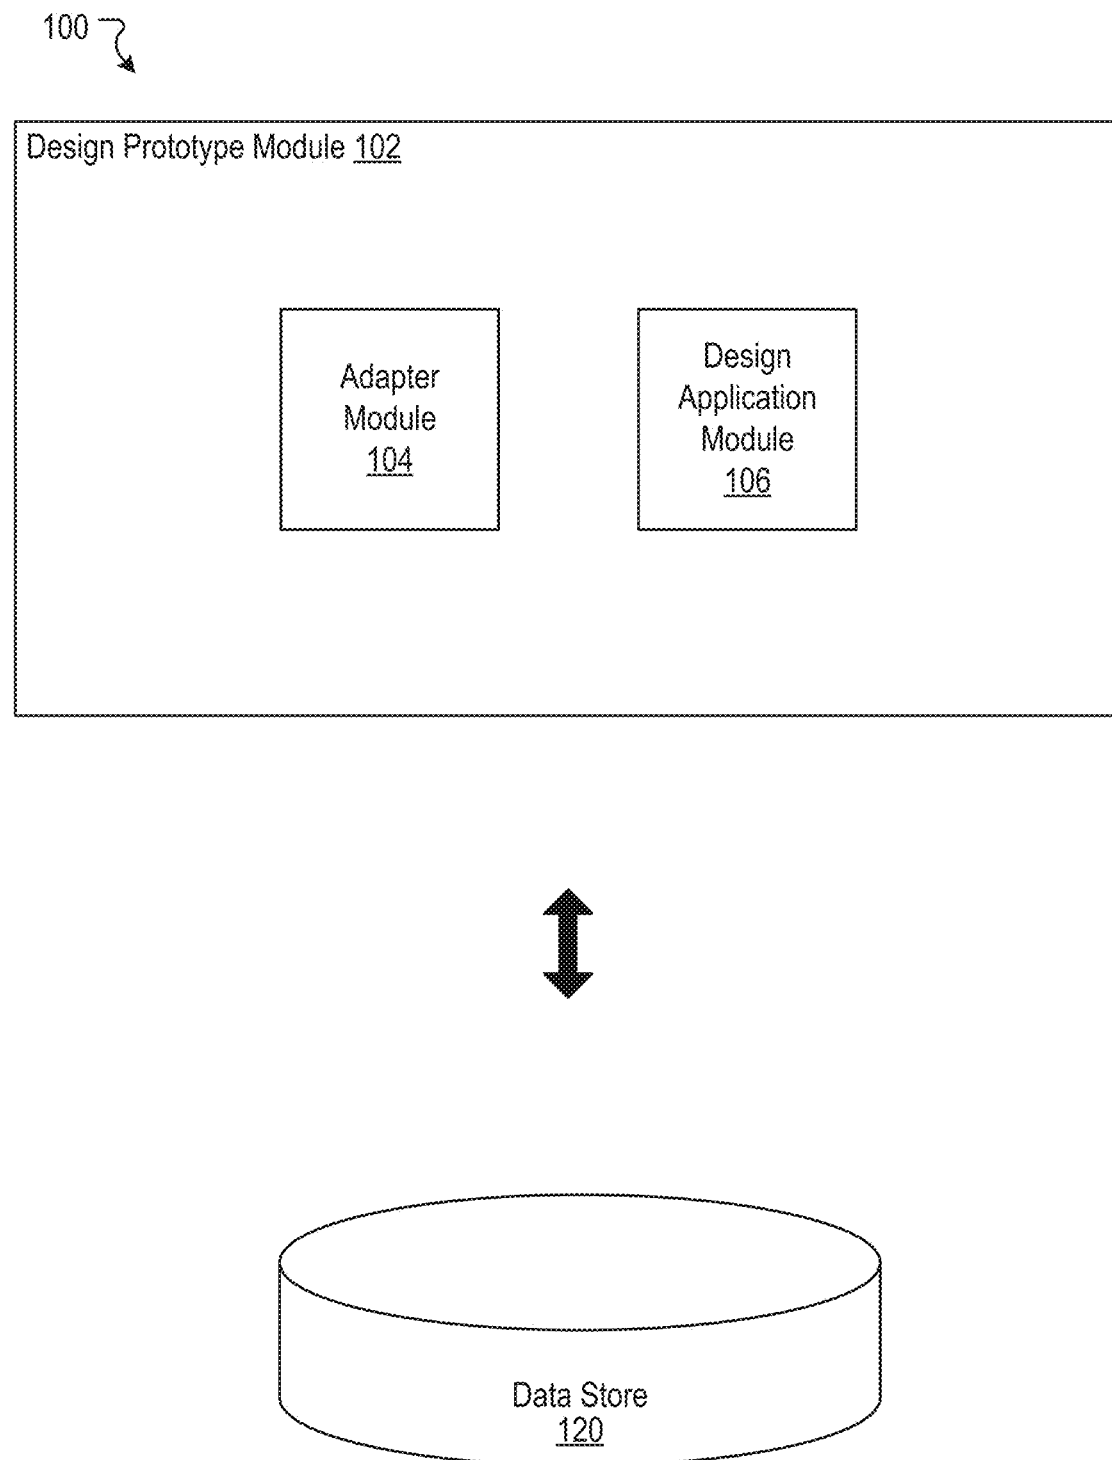 100
Design Prototype Module 102
Adapter
Module
104
Design
Application
Module
106
Data Store
120